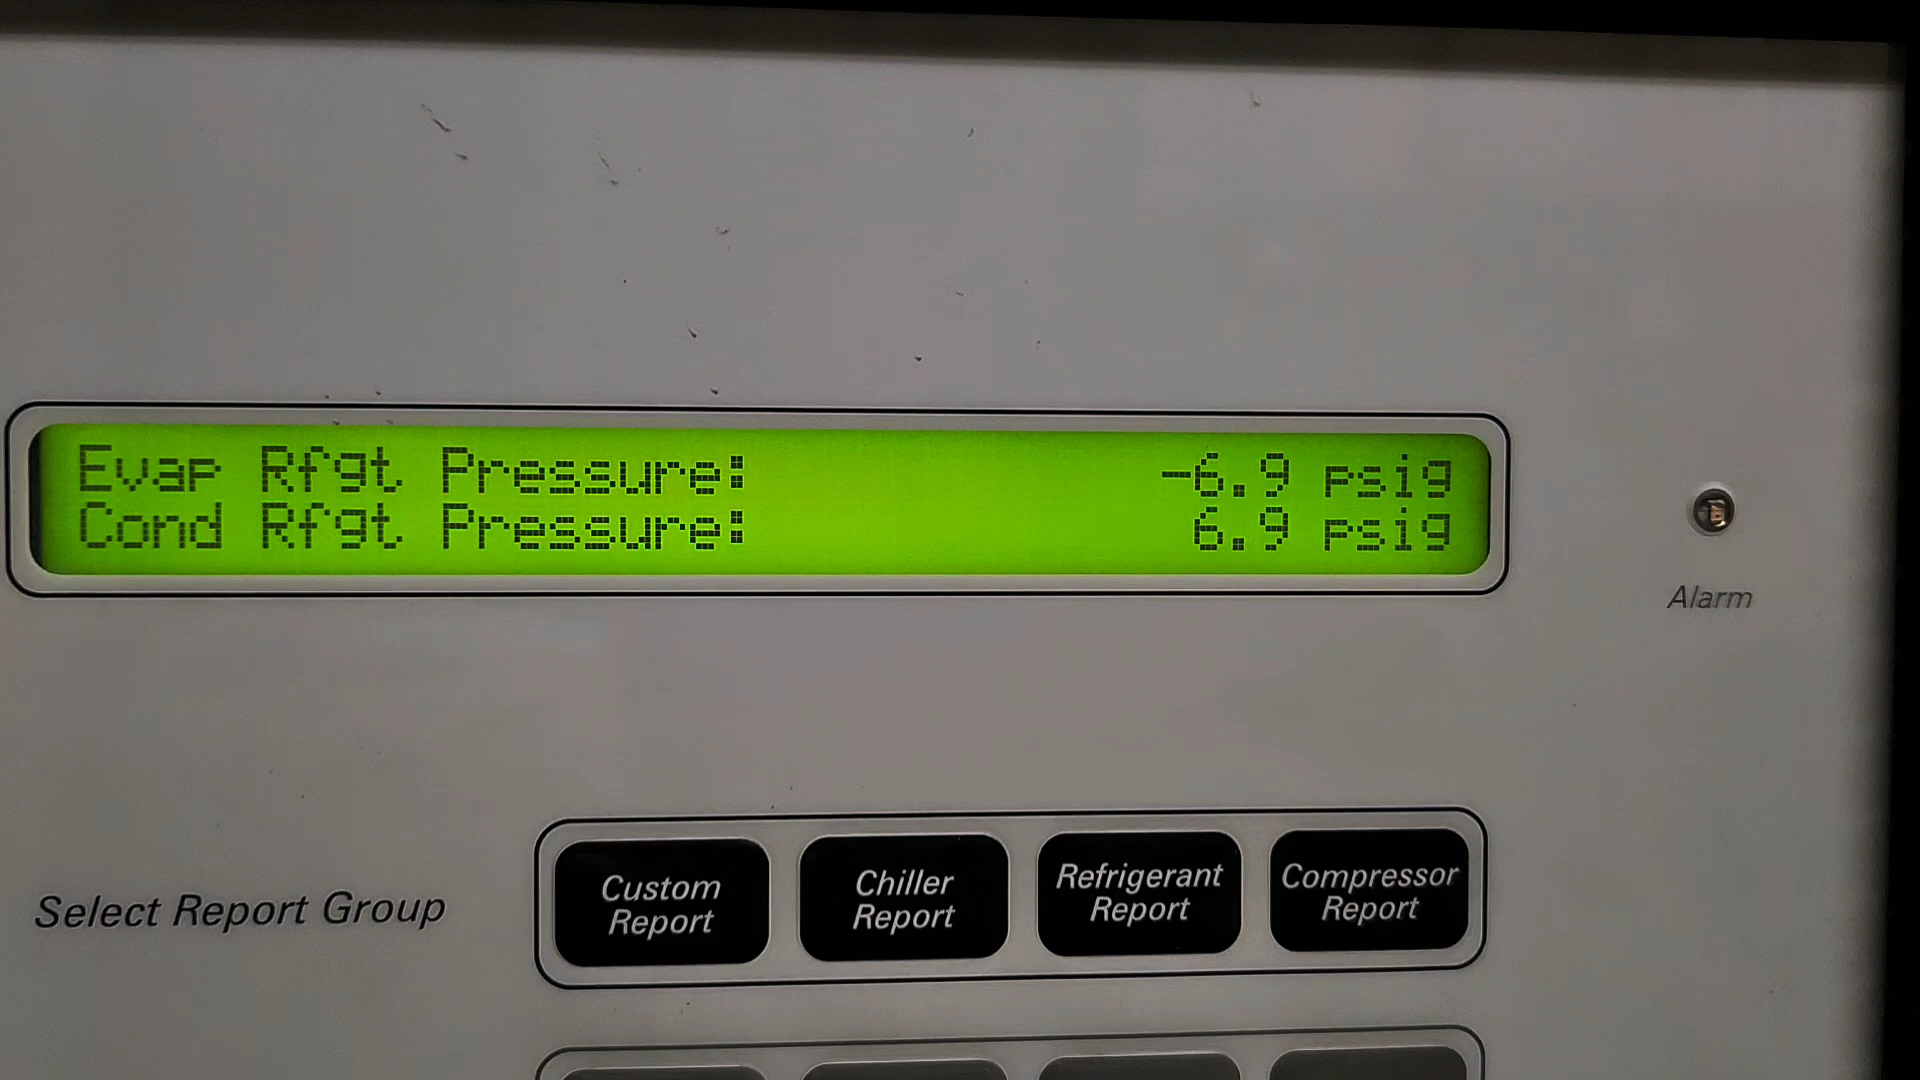 Evap Rfgt Pressure: -6.9 psig
Cond Rfgt Pressure: 6.9 psig
Alarm
Select Report Group
Custom Report
Chiller Report
Refrigerant Report
Compressor Report